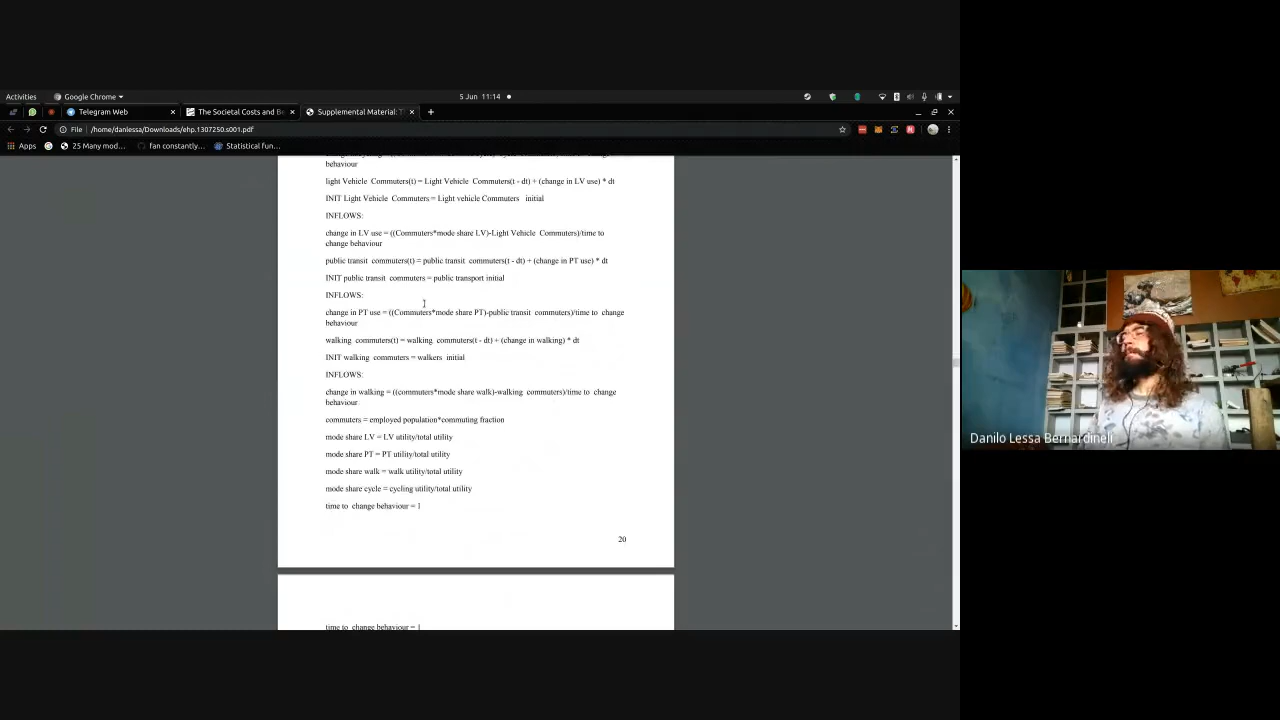 Activities
Google Chrome
5 Jun 11:14
Telegram Web
The Societal Costs and Be
Supplemental Material: T
File
/home/danlessa/Downloads/ehp.1307250.s001.pdf
Apps
25 Many mod...
fan constantly...
Statistical fun...
behaviour
light Vehicle Commuters(t) = Light Vehicle Commuters(t - dt) + (change in LV use) * dt
INIT Light Vehicle Commuters = Light vehicle Commuters initial
INFLOWS:
change in LV use = ((Commuters*mode share LV)-Light Vehicle Commuters)/time to
change behaviour
public transit commuters(t) = public transit commuters(t - dt) + (change in PT use) * dt
INIT public transit commuters = public transport initial
INFLOWS:
change in PT use = ((Commuters*mode share PT)-public transit commuters)/time to change
behaviour
walking commuters(t) = walking commuters(t - dt) + (change in walking) * dt
INIT walking commuters = walkers initial
INFLOWS:
change in walking = ((commuters*mode share walk)-walking commuters)/time to change
behaviour
commuters = employed population*commuting fraction
mode share LV = LV utility/total utility
mode share PT = PT utility/total utility
mode share walk = walk utility/total utility
mode share cycle = cycling utility/total utility
time to change behaviour = 1
20
time to change behaviour = 1
Danilo Lessa Bernardineli